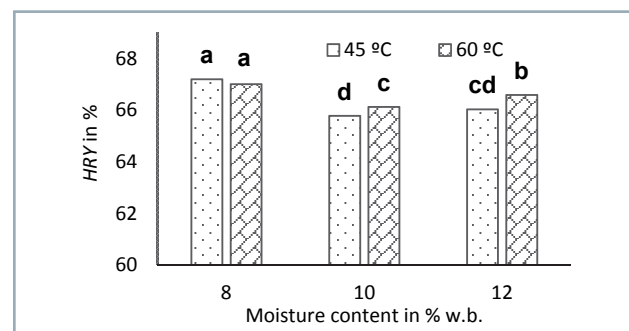 HRY in %
68
66
64
62
60
45 ºC 60 ºC
a a d c cd b
8 10 12
Moisture content in % w.b.